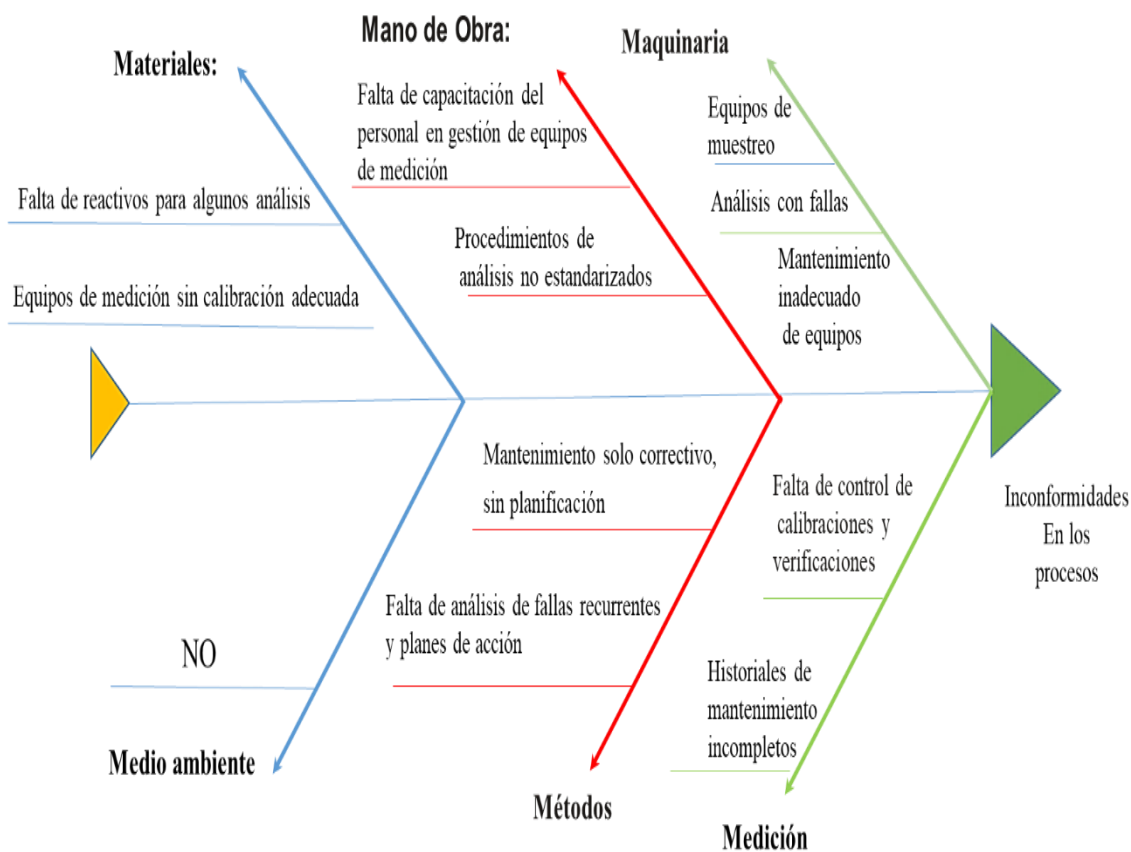 Materiales:
Falta de reactivos para algunos análisis
Equipos de medición sin calibración adecuada
Mano de Obra:
Falta de capacitación del
personal en gestión de equipos
de medición
Procedimientos de
análisis no estandarizados
Maquinaria
Equipos de
muestreo
Análisis con fallas
Mantenimiento
inadecuado
de equipos
NO
Medio ambiente
Mantenimiento solo correctivo,
sin planificación
Falta de análisis de fallas recurrentes
y planes de acción
Métodos
Falta de control de
calibraciones y
verificaciones
Historiales de
mantenimiento
incompletos
Medición
Inconformidades
En los
procesos